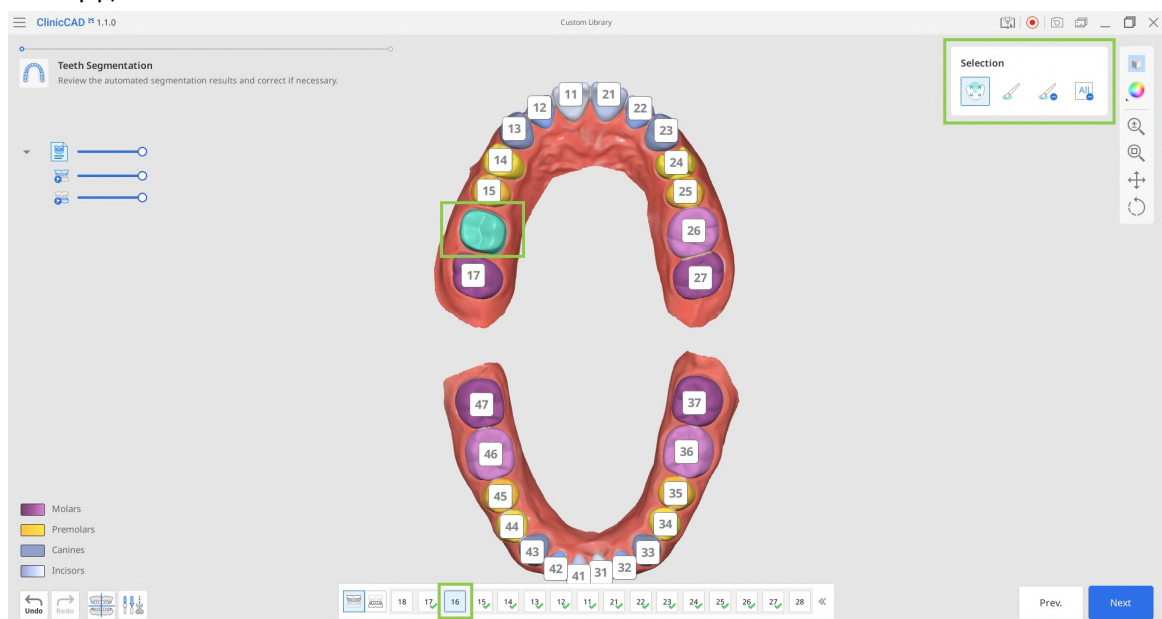 ClinicCAD 1.1.0
Custom Library
Teeth Segmentation
Review the automated segmentation results and correct if necessary.
Selection
All
11 21
12 22
13 23
14 24
15 25
26
17 27
47 37
46 36
45 35
44 34
43 33
42 41 31 32
Molars
Premolars
Canines
Incisors
Undo Redo
18 17 16 15 14 13 12 11 21 22 23 24 25 26 27 28 «
Prev. Next